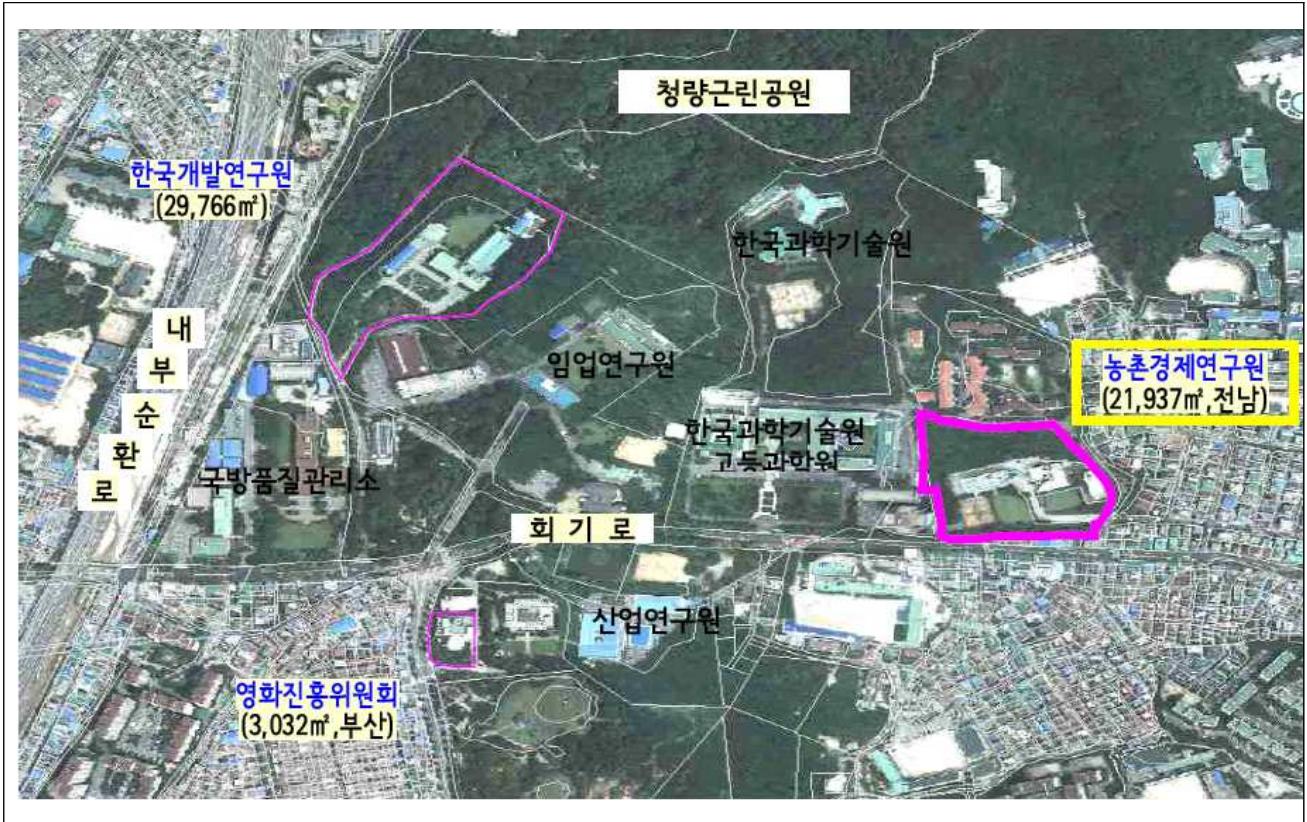 청량근린공원
한국개발연구원
(29,766㎡)
한국과학기술원
내
부
순
환
로
임업연구원
농촌경제연구원
(21,937㎡,전남)
한국과학기술원
고등과학원
국방품질관리소
회 기 로
산업연구원
영화진흥위원회
(3,032㎡,부산)